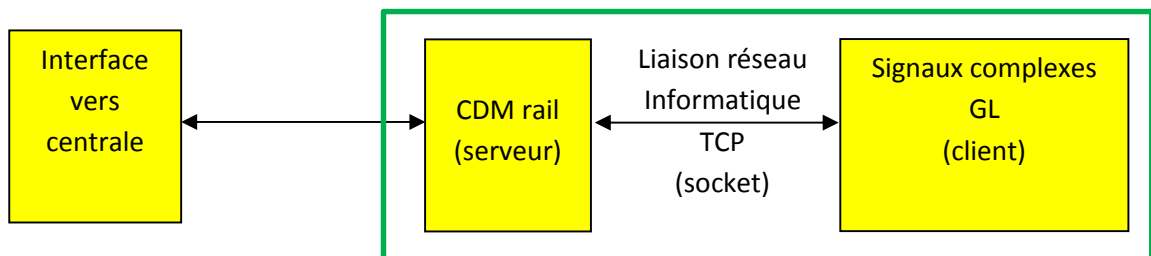 Interface
vers
centrale
CDM rail
(serveur)
Liaison réseau
Informatique
TCP
(socket)
Signaux complexes
GL
(client)